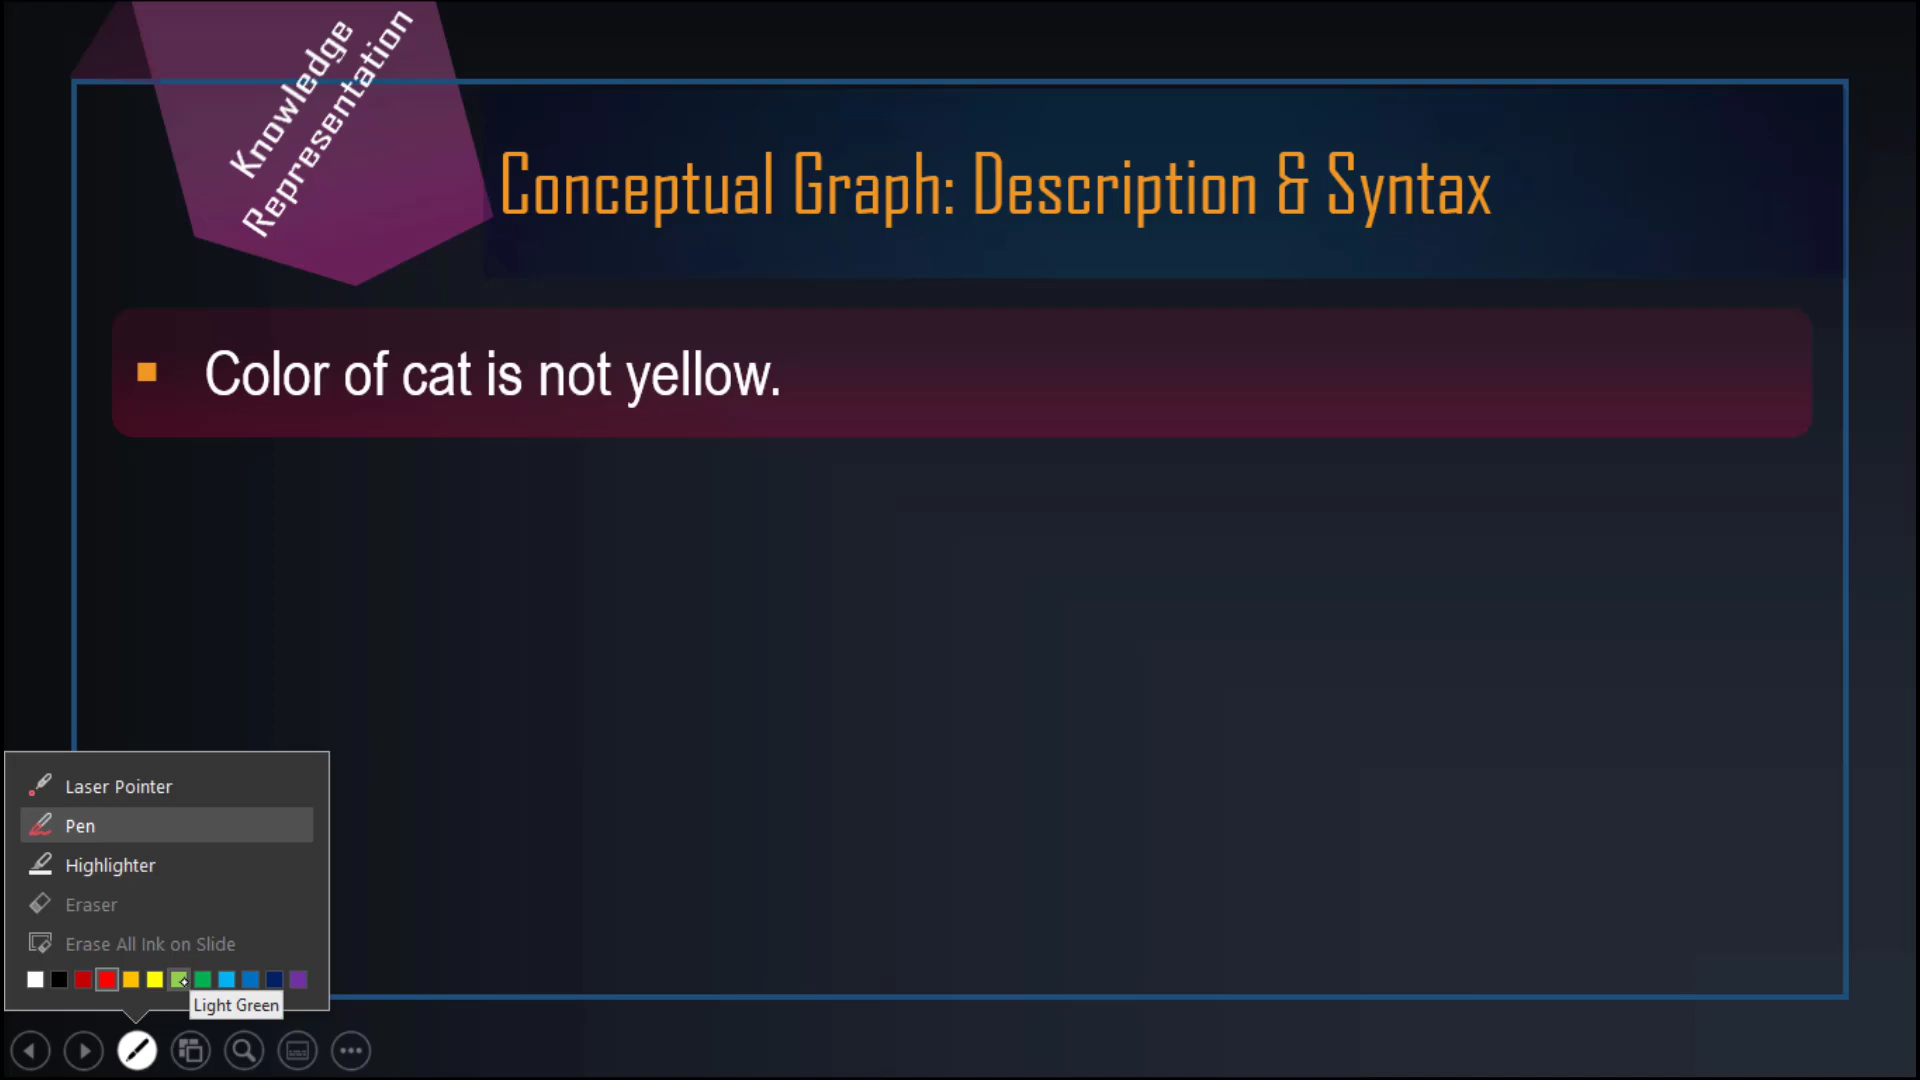 Knowledge
Representation
Conceptual Graph: Description & Syntax
Color of cat is not yellow.
Laser Pointer
Pen
Highlighter
Eraser
Erase All Ink on Slide
Light Green